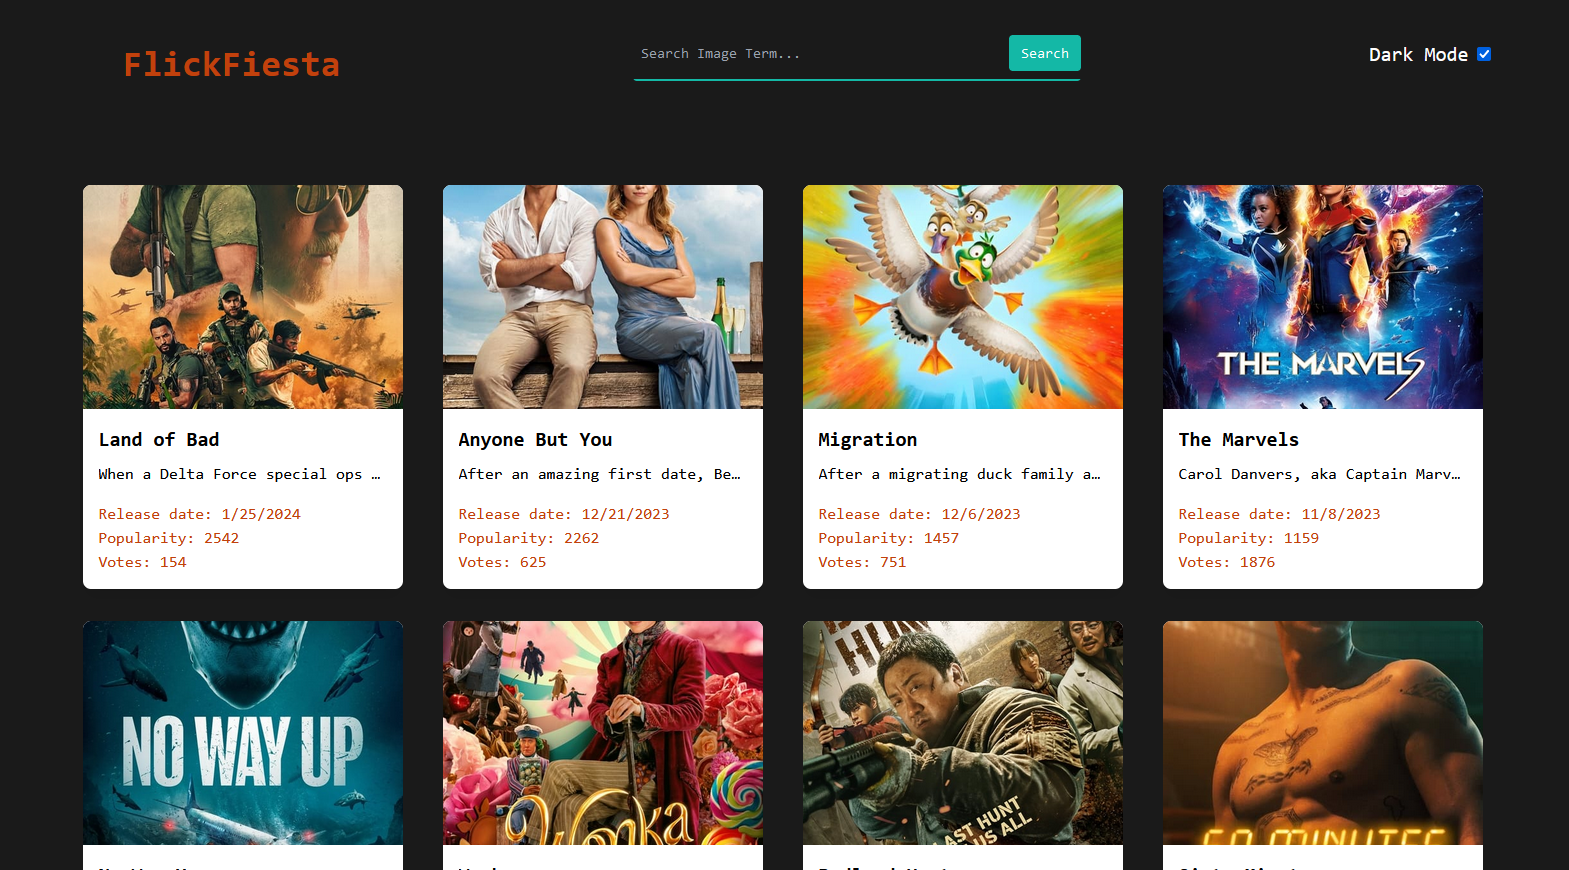 FlickFiesta
Search Image Term...
Search
Dark Mode
THE MARVELS
Land of Bad
When a Delta Force special ops …
Release date: 1/25/2024
Popularity: 2542
Votes: 154
Anyone But You
After an amazing first date, Be…
Release date: 12/21/2023
Popularity: 2262
Votes: 625
Migration
After a migrating duck family a…
Release date: 12/6/2023
Popularity: 1457
Votes: 751
The Marvels
Carol Danvers, aka Captain Marv…
Release date: 11/8/2023
Popularity: 1159
Votes: 1876
NO WAY UP
Wonka
LAST HUNT
US ALL